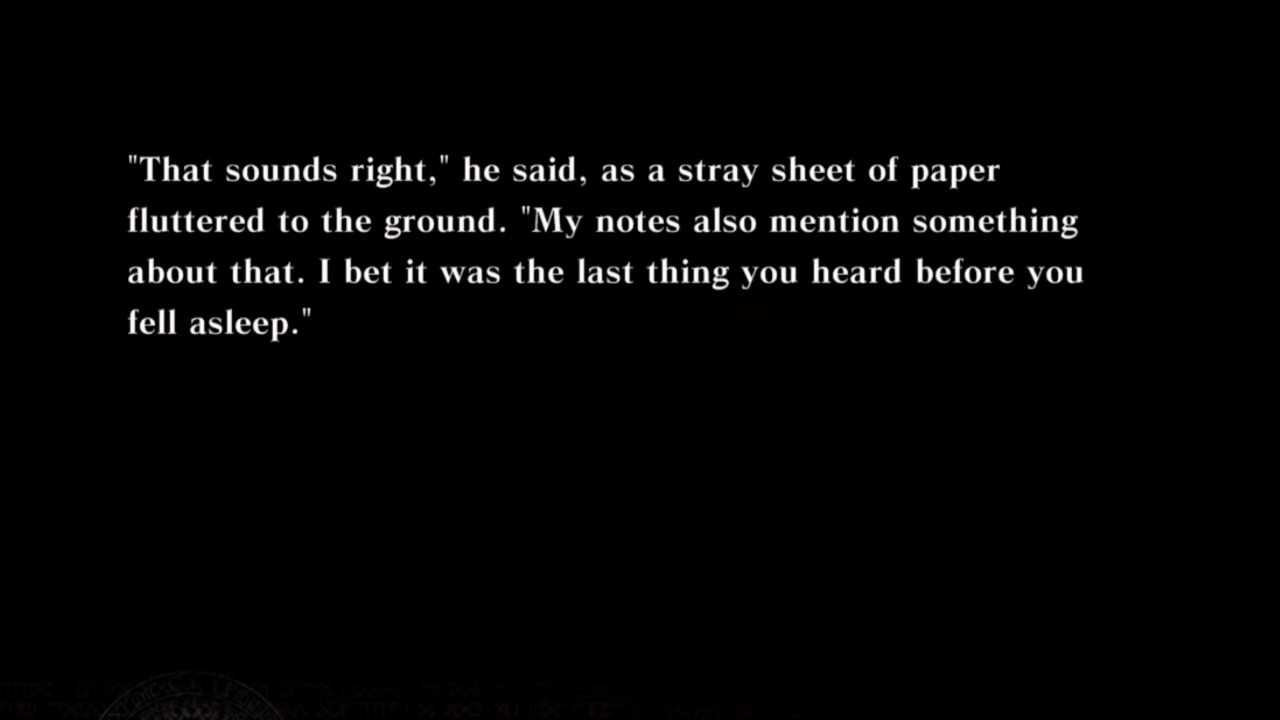 "That sounds right," he said, as a stray sheet of paper
fluttered to the ground. "My notes also mention something
about that. I bet it was the last thing you heard before you
fell asleep."